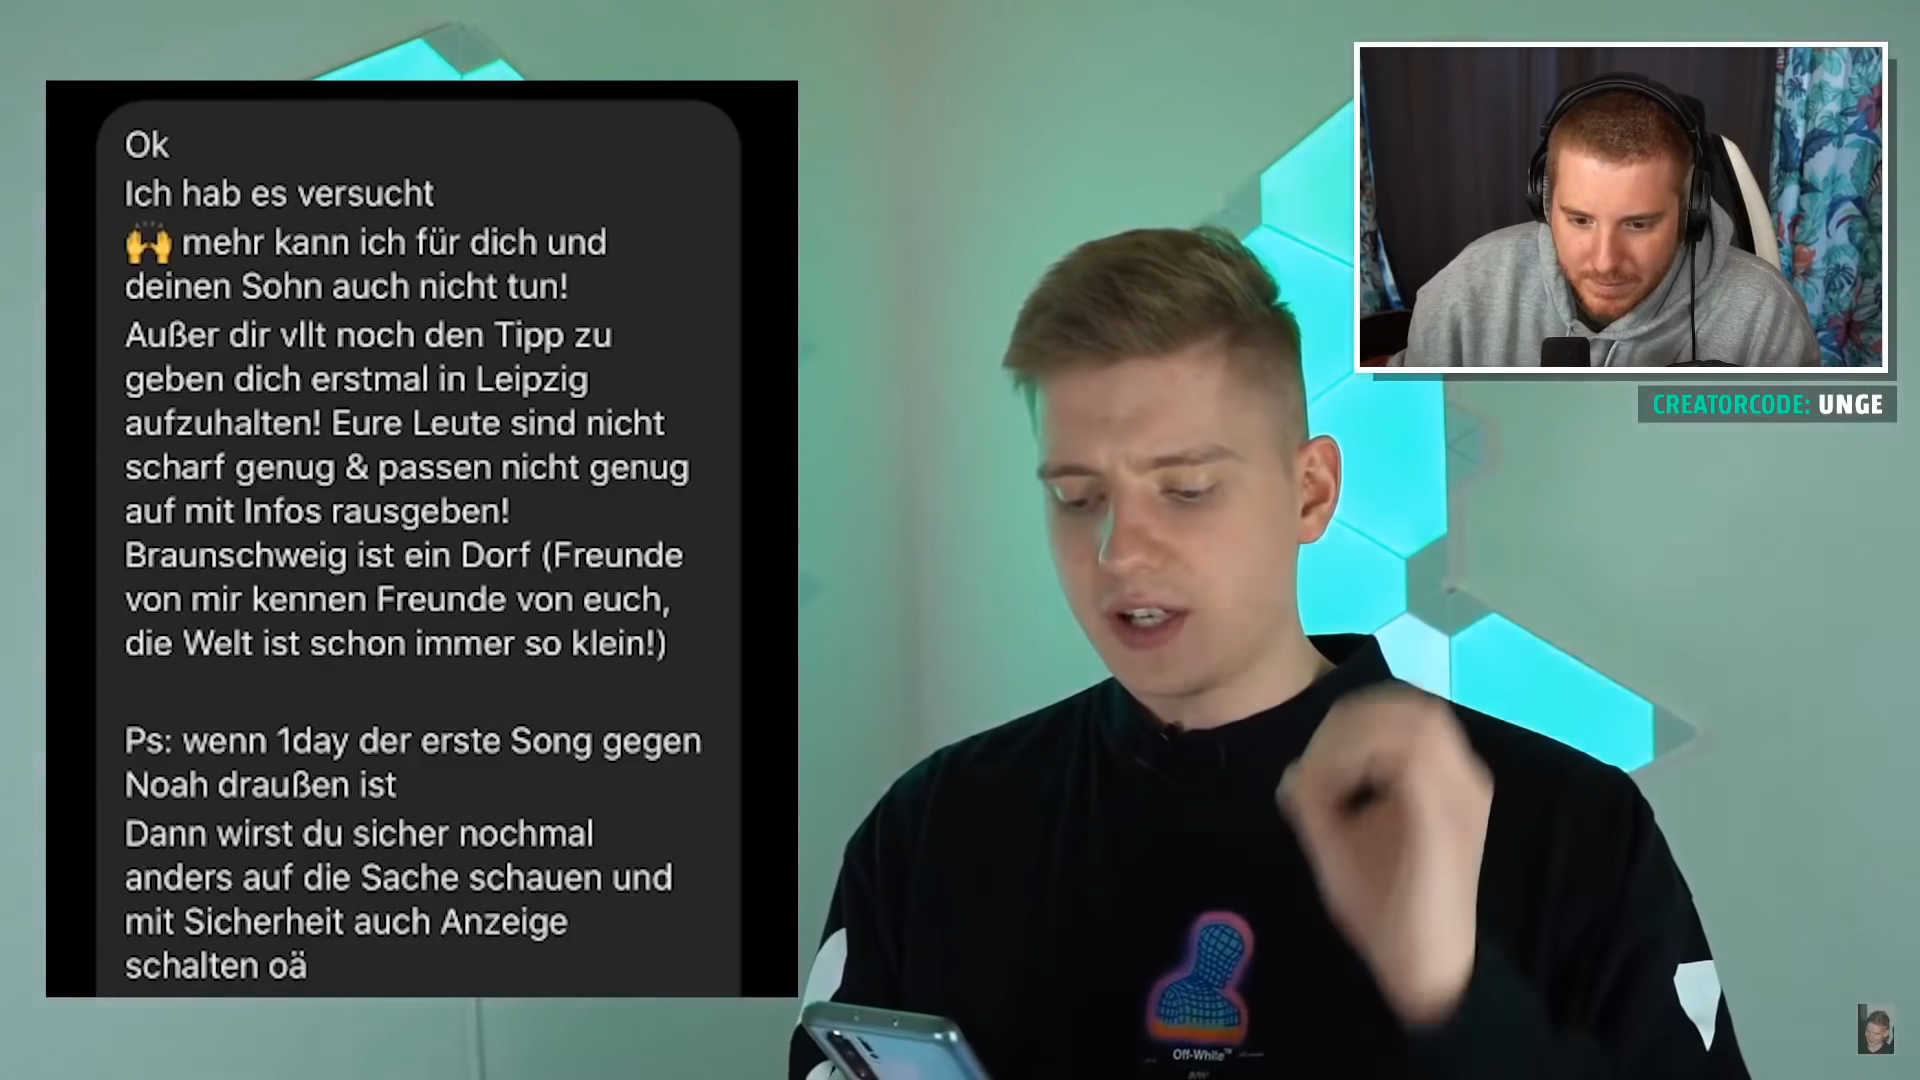 Ok
Ich hab es versucht
🙌 mehr kann ich für dich und
deinen Sohn auch nicht tun!
Außer dir vllt noch den Tipp zu
geben dich erstmal in Leipzig
aufzuhalten! Eure Leute sind nicht
scharf genug & passen nicht genug
auf mit Infos rausgeben!
Braunschweig ist ein Dorf (Freunde
von mir kennen Freunde von euch,
die Welt ist schon immer so klein!)
Ps: wenn 1day der erste Song gegen
Noah draußen ist
Dann wirst du sicher nochmal
anders auf die Sache schauen und
mit Sicherheit auch Anzeige
schalten oä
CREATORCODE: UNGE
Off-White™